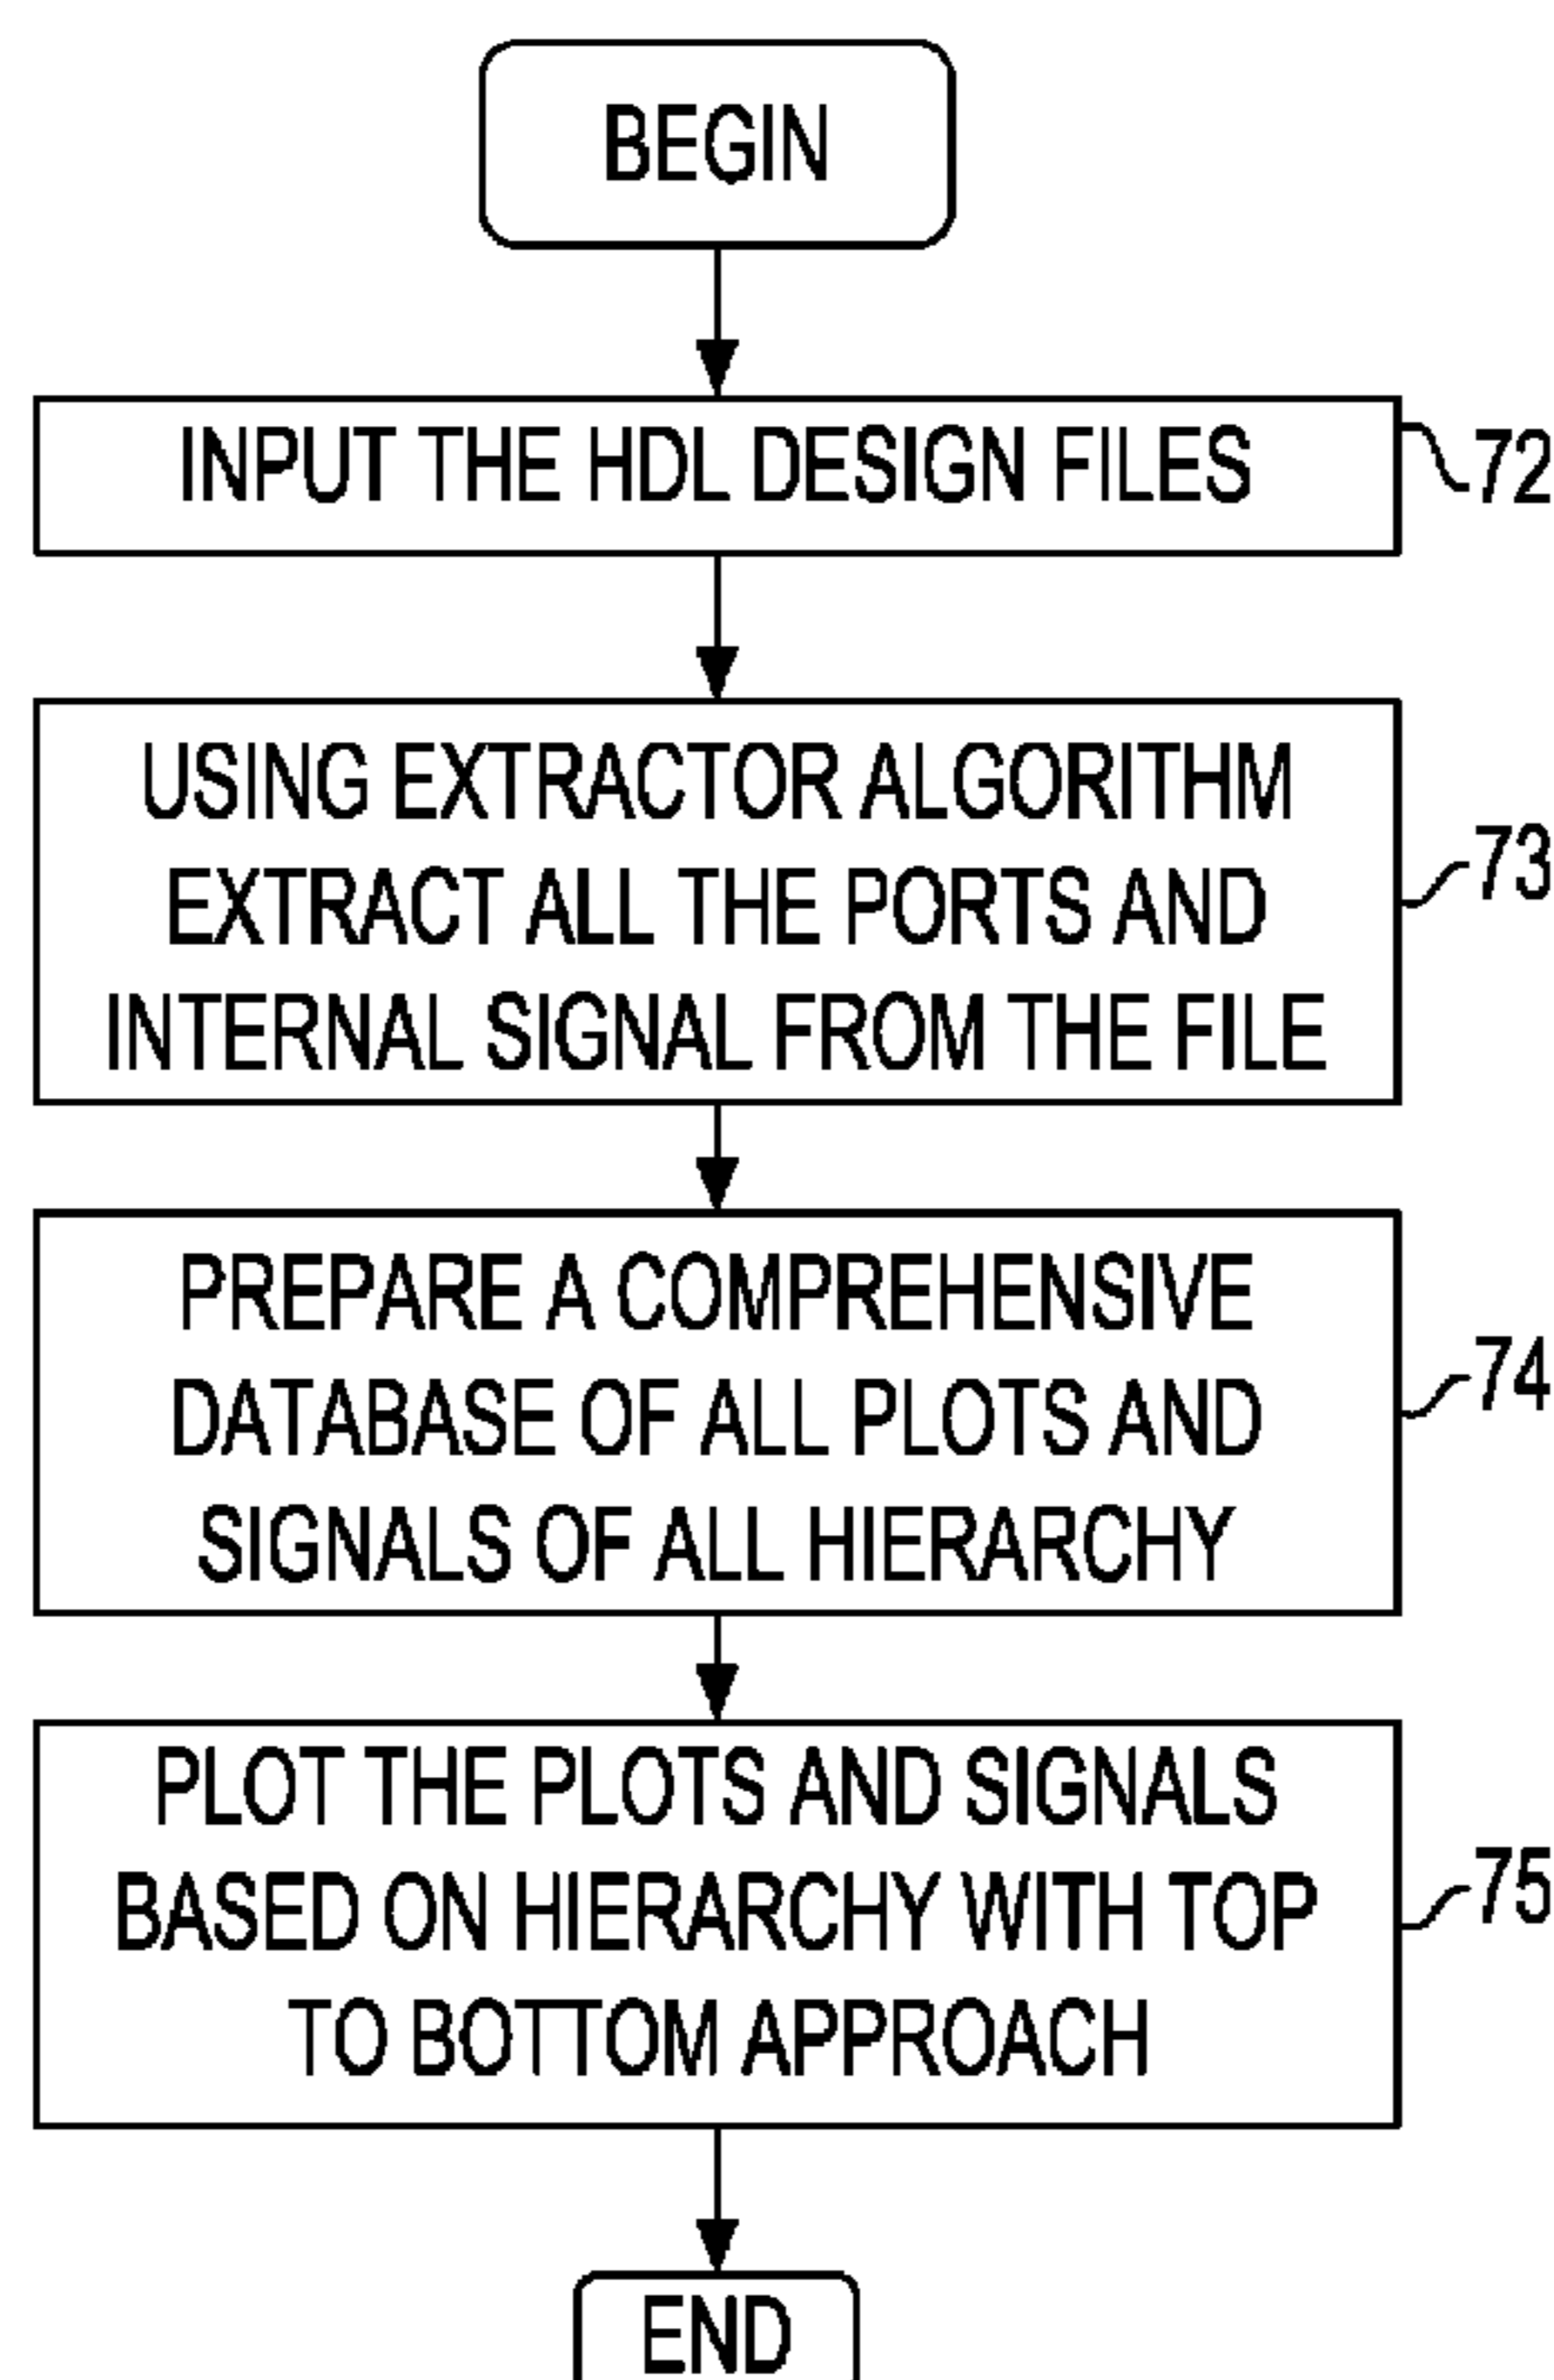 BEGIN
INPUT THE HDL DESIGN FILES
72
USING EXTRACTOR ALGORITHM
EXTRACT ALL THE PORTS AND
INTERNAL SIGNAL FROM THE FILE
73
PREPARE A COMPREHENSIVE
DATABASE OF ALL PLOTS AND
SIGNALS OF ALL HIERARCHY
74
PLOT THE PLOTS AND SIGNALS
BASED ON HIERARCHY WITH TOP
TO BOTTOM APPROACH
75
END